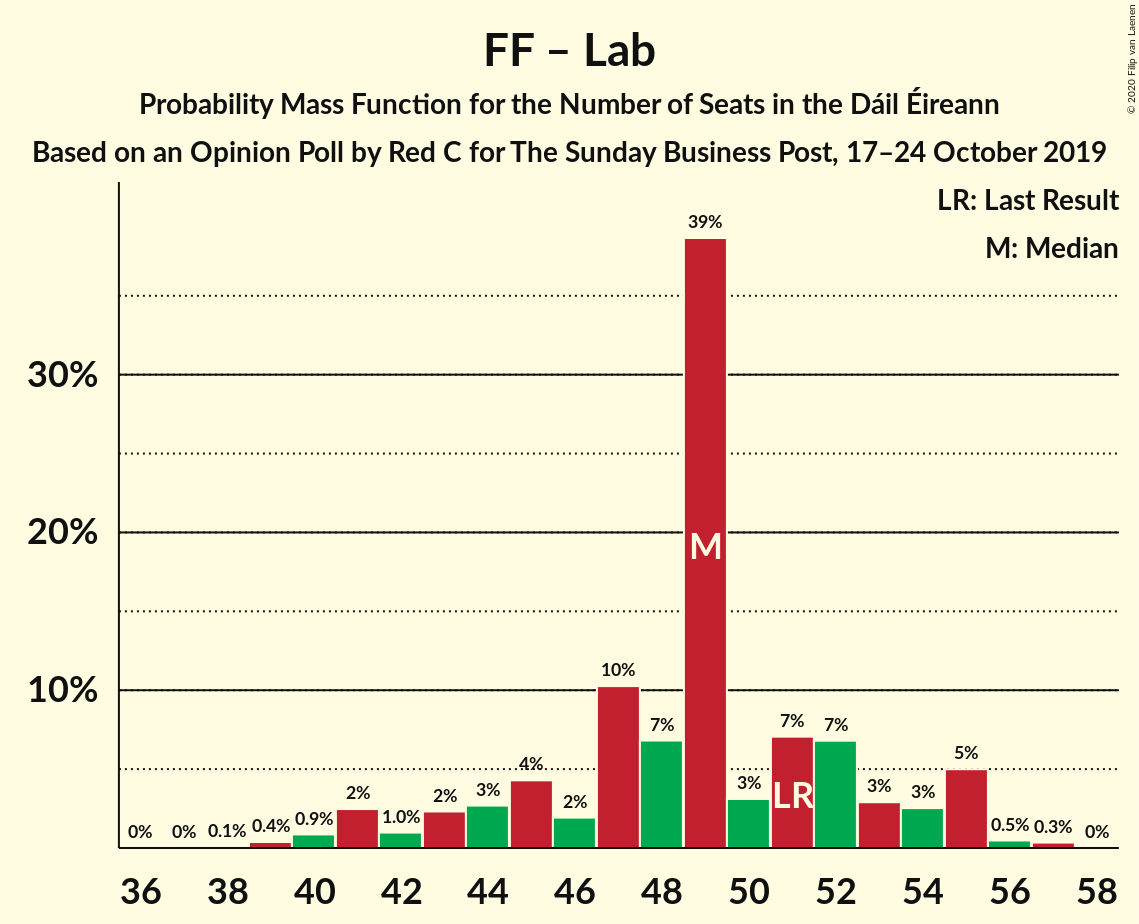 FF – Lab
Probability Mass Function for the Number of Seats in the Dáil Éireann
Based on an Opinion Poll by Red C for The Sunday Business Post, 17–24 October 2019
© 2020 Filip van Laenen
LR: Last Result
M: Median
30%
20%
10%
0% 0% 0.1% 0.4% 0.9% 2% 1.0% 2% 3% 4% 2% 10% 7% 39% 3% 7% 7% 3% 3% 5% 0.5% 0.3% 0%
M
LR
36 38 40 42 44 46 48 50 52 54 56 58